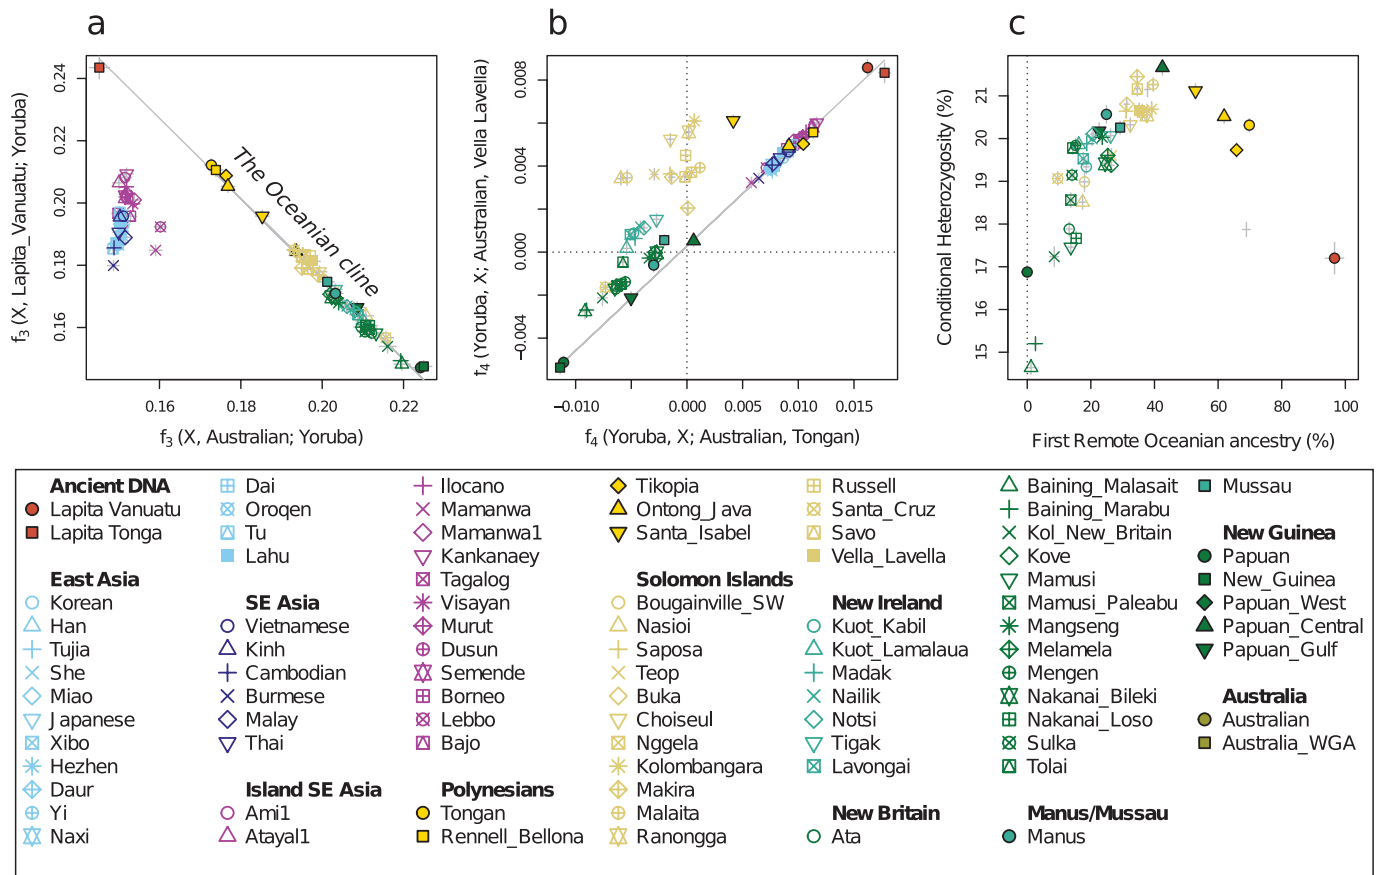 a
b
c
f3 (X, Lapita_Vanuatu; Yoruba)
0.24
0.22
0.20
0.18
0.16
The Oceanian cline
0.16 0.18 0.20 0.22
f3 (X, Australian; Yoruba)
f4 (Yoruba, X; Australian, Vella Lavella)
0.008
0.004
0.000
−0.004
−0.010 0.000 0.005 0.010 0.015
f4 (Yoruba, X; Australian, Tongan)
Conditional Heterozygosity (%)
21
20
19
18
17
16
15
0 20 40 60 80 100
First Remote Oceanian ancestry (%)
Ancient DNA
Lapita Vanuatu
Lapita Tonga
East Asia
Korean
Han
Tujia
She
Miao
Japanese
Xibo
Hezhen
Daur
Yi
Naxi
Dai
Oroqen
Tu
Lahu
SE Asia
Vietnamese
Kinh
Cambodian
Burmese
Malay
Thai
Island SE Asia
Ami1
Atayal1
Ilocano
Mamanwa
Mamanwa1
Kankanaey
Tagalog
Visayan
Murut
Dusun
Semende
Borneo
Lebbo
Bajo
Polynesians
Tongan
Rennell_Bellona
Tikopia
Ontong_Java
Santa_Isabel
Solomon Islands
Bougainville_SW
Nasioi
Saposa
Teop
Buka
Choiseul
Nggela
Kolombangara
Makira
Malaita
Ranongga
Russell
Santa_Cruz
Savo
Vella_Lavella
New Ireland
Kuot_Kabil
Kuot_Lamalaua
Madak
Nailik
Notsi
Tigak
Lavongai
New Britain
Ata
Baining_Malasait
Baining_Marabu
Kol_New_Britain
Kove
Mamusi
Mamusi_Paleabu
Mangseng
Melamela
Mengen
Nakanai_Bileki
Nakanai_Loso
Sulka
Tolai
Manus/Mussau
Manus
Mussau
New Guinea
Papuan
New_Guinea
Papuan_West
Papuan_Central
Papuan_Gulf
Australia
Australian
Australia_WGA